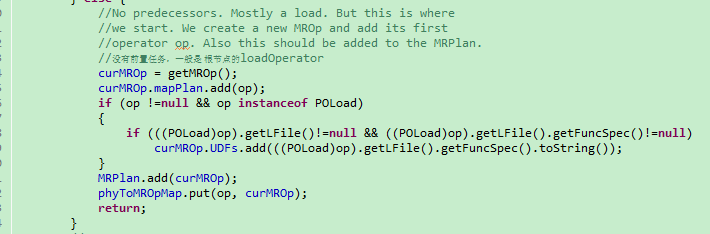 } else {
//No predecessors. Mostly a load. But this is where
//we start. We create a new MROp and add its first
//operator op. Also this should be added to the MRPlan.
//没有前置任务，一般是根节点的loadOperator
curMROp = getMROp();
curMROp.mapPlan.add(op);
if (op !=null && op instanceof POLoad)
{
if (((POLoad)op).getLFile()!=null && ((POLoad)op).getLFile().getFuncSpec()!=null)
curMROp.UDFs.add(((POLoad)op).getLFile().getFuncSpec().toString());
}
MRPlan.add(curMROp);
phyToMROpMap.put(op, curMROp);
return;
}